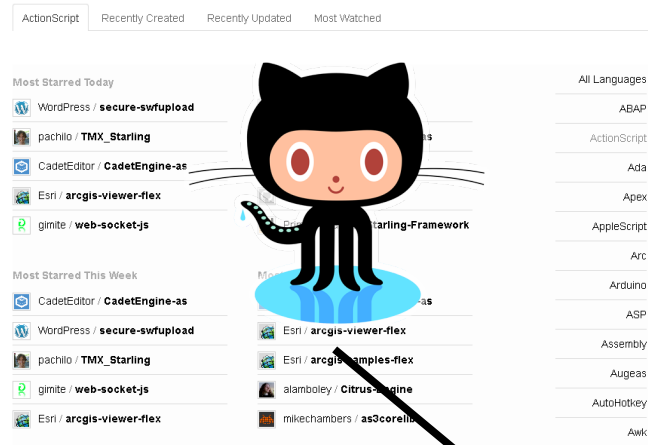 ActionScript Recently Created Recently Updated Most Watched
Most Starred Today
WordPress / secure-swfupload
pachilo / TMX_Starling
CadetEditor / CadetEngine-as
Esri / arcgis-viewer-flex
gimite / web-socket-js
arling-Framework
Most Starred This Week
CadetEditor / CadetEngine-as
WordPress / secure-swfupload
pachilo / TMX_Starling
gimite / web-socket-js
Esri / arcgis-viewer-flex
Esri / arcgis-viewer-flex
Esri / arcgis-samples-flex
alamboley / Citrus-Engine
mikechambers / as3corelib
All Languages
ABAP
ActionScript
Ada
Apex
AppleScript
Arc
Arduino
ASP
Assembly
Augeas
AutoHotkey
Awk